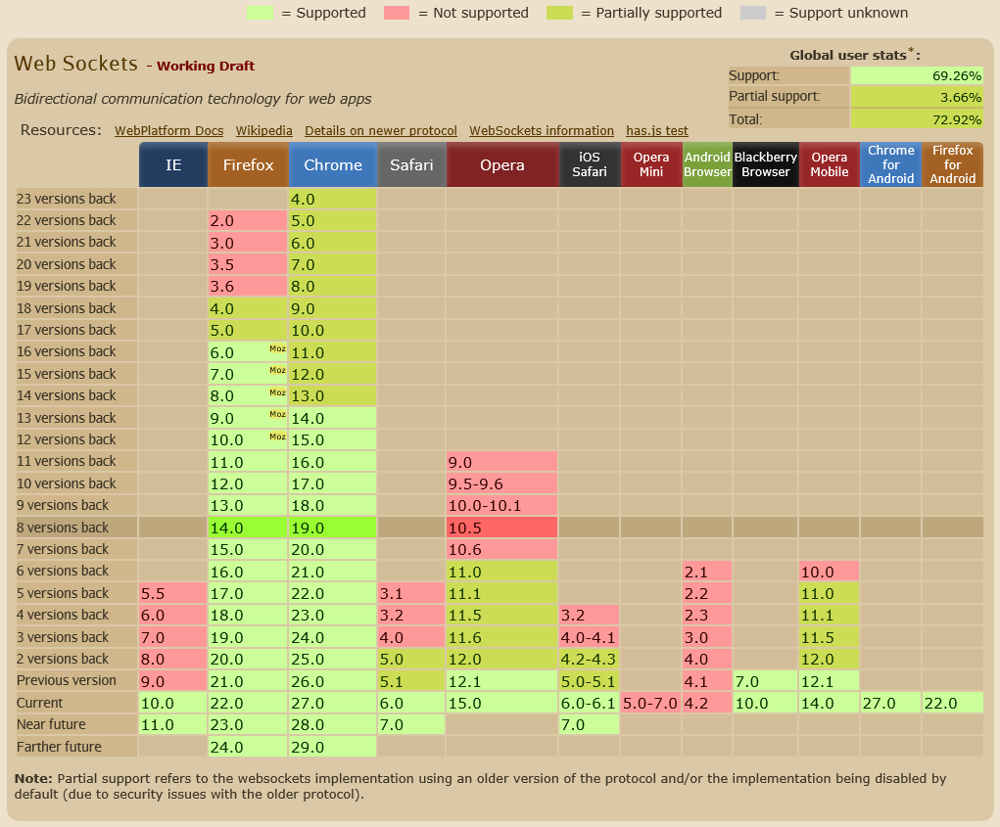 = Supported = Not supported = Partially supported = Support unknown
Web Sockets - Working Draft
Global user stats*:
Support: 69.26%
Partial support: 3.66%
Total: 72.92%
Bidirectional communication technology for web apps
Resources: WebPlatform Docs Wikipedia Details on newer protocol WebSockets information has.js test
IE Firefox Chrome Safari Opera iOS Safari Opera Mini Android Browser Blackberry Browser Opera Mobile Chrome for Android Firefox for Android
23 versions back 4.0
22 versions back 2.0 5.0
21 versions back 3.0 6.0
20 versions back 3.5 7.0
19 versions back 3.6 8.0
18 versions back 4.0 9.0
17 versions back 5.0 10.0
16 versions back 6.0 Moz 11.0
15 versions back 7.0 Moz 12.0
14 versions back 8.0 Moz 13.0
13 versions back 9.0 Moz 14.0
12 versions back 10.0 Moz 15.0
11 versions back 11.0 16.0 9.0
10 versions back 12.0 17.0 9.5-9.6
9 versions back 13.0 18.0 10.0-10.1
8 versions back 14.0 19.0 10.5
7 versions back 15.0 20.0 10.6
6 versions back 16.0 21.0 11.0 2.1 10.0
5 versions back 5.5 17.0 22.0 3.1 11.1 2.2 11.0
4 versions back 6.0 18.0 23.0 3.2 11.5 3.2 2.3 11.1
3 versions back 7.0 19.0 24.0 4.0 11.6 4.0-4.1 3.0 11.5
2 versions back 8.0 20.0 25.0 5.0 12.0 4.2-4.3 4.0 12.0
Previous version 9.0 21.0 26.0 5.1 12.1 5.0-5.1 4.1 7.0 12.1
Current 10.0 22.0 27.0 6.0 15.0 6.0-6.1 5.0-7.0 4.2 10.0 14.0 27.0 22.0
Near future 11.0 23.0 28.0 7.0 7.0
Farther future 24.0 29.0
Note: Partial support refers to the websockets implementation using an older version of the protocol and/or the implementation being disabled by
default (due to security issues with the older protocol).